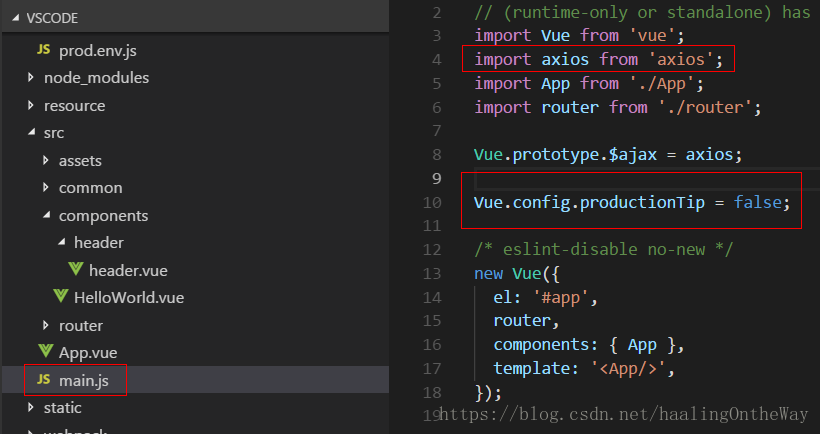 VSCODE
JS prod.env.js
node_modules
resource
src
assets
common
components
header
header.vue
HelloWorld.vue
router
App.vue
JS main.js
static
2 // (runtime-only or standalone) has
3 import Vue from 'vue';
4 import axios from 'axios';
5 import App from './App';
6 import router from './router';
7
8 Vue.prototype.$ajax = axios;
9
10 Vue.config.productionTip = false;
11
12 /* eslint-disable no-new */
13 new Vue({
14 el: '#app',
15 router,
16 components: { App },
17 template: '<App/>',
18 });
19
https://blog.csdn.net/haalingOntheWay